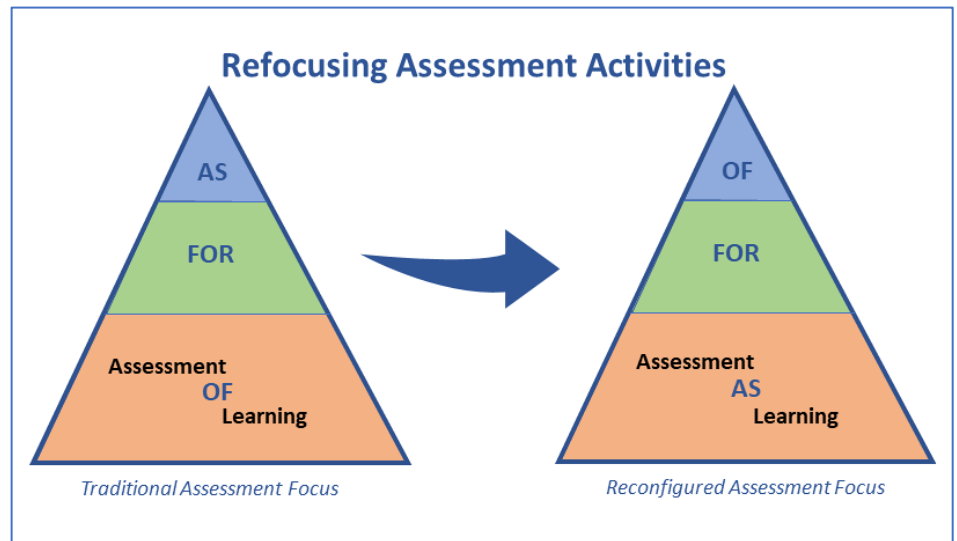 Refocusing Assessment Activities
AS
FOR
Assessment
OF
Learning
Traditional Assessment Focus
OF
FOR
Assessment
AS
Learning
Reconfigured Assessment Focus